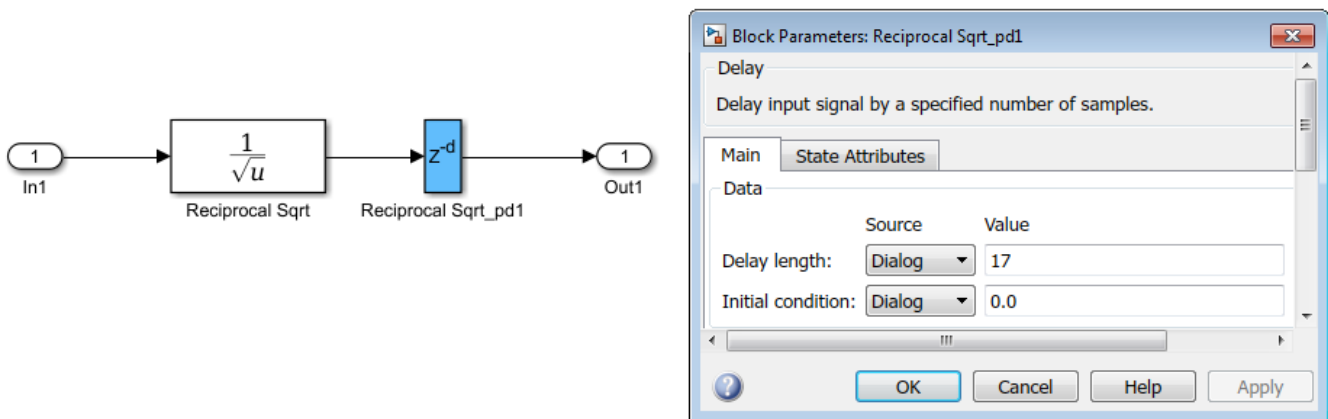 1
In1
1
√u
Reciprocal Sqrt
Z-d
Reciprocal Sqrt_pd1
1
Out1
Block Parameters: Reciprocal Sqrt_pd1
Delay
Delay input signal by a specified number of samples.
Main State Attributes
Data
Source Value
Delay length: Dialog 17
Initial condition: Dialog 0.0
OK Cancel Help Apply